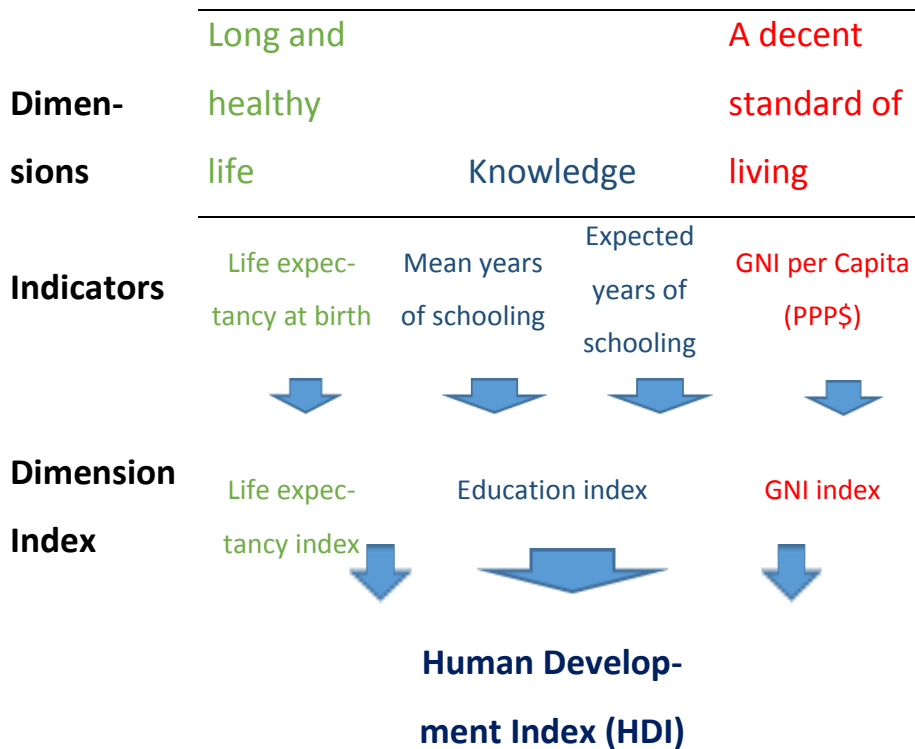 Dimen-
sions
Long and
healthy
life
Knowledge
A decent
standard of
living
Indicators
Life expec-
tancy at birth
Mean years
of schooling
Expected
years of
schooling
GNI per Capita
(PPP$)
Dimension
Index
Life expec-
tancy index
Education index
GNI index
Human Develop-
ment Index (HDI)